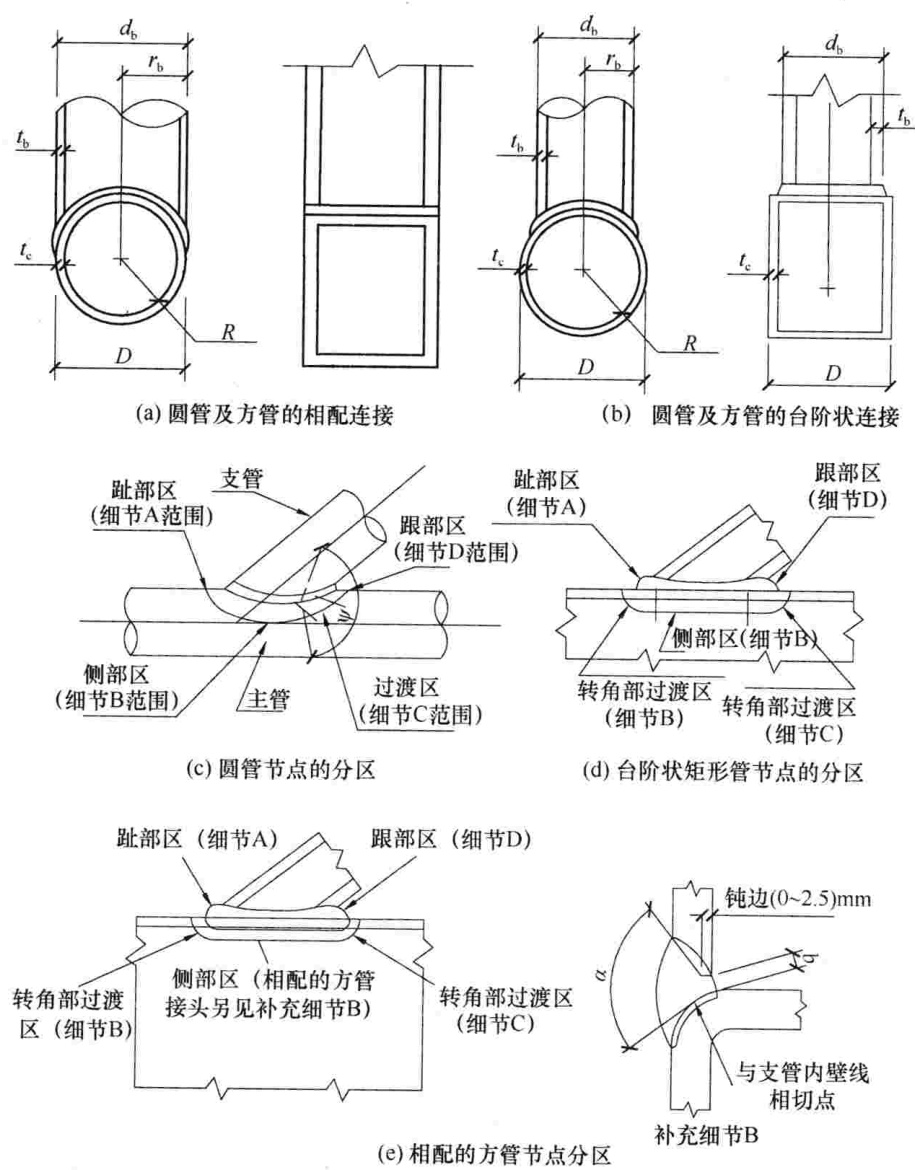 d_b
r_b
t_b
t_c
R
D
d_b
r_b
t_b
t_c
R
D
d_b
t_b
t_c
D
(a) 圆管及方管的相配连接
(b) 圆管及方管的台阶状连接
趾部区
(细节A范围)
支管
跟部区
(细节D范围)
ψ
侧部区
(细节B范围)
主管
过渡区
(细节C范围)
(c) 圆管节点的分区
趾部区
(细节A)
跟部区
(细节D)
侧部区(细节B)
转角部过渡区
(细节B)
转角部过渡区
(细节C)
(d) 台阶状矩形管节点的分区
趾部区 (细节A)
跟部区 (细节D)
转角部过渡
区 (细节B)
侧部区 (相配的方管
接头另见补充细节B)
转角部过渡区
(细节C)
钝边(0~2.5)mm
α
b
与支管内壁线
相切点
补充细节B
(e) 相配的方管节点分区